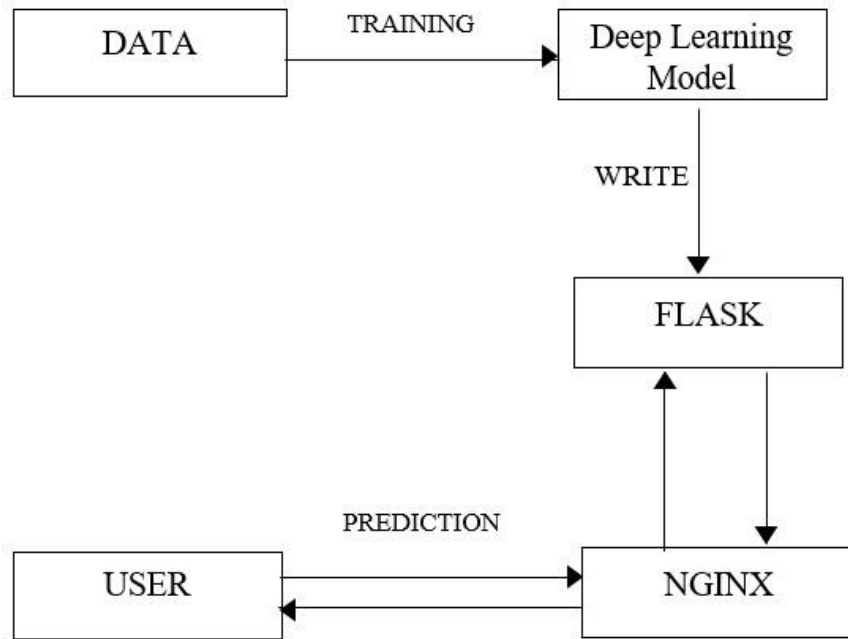 TRAINING
DATA
Deep Learning
Model
WRITE
FLASK
PREDICTION
USER
NGINX